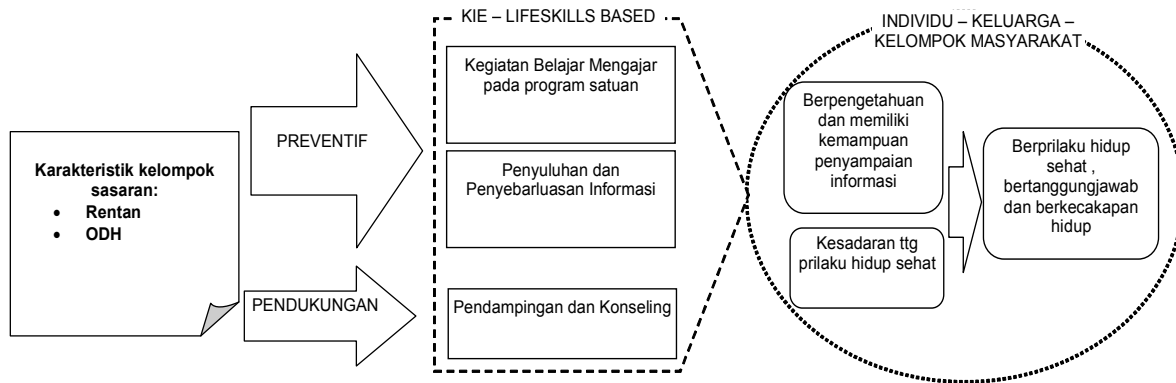 Karakteristik kelompok
sasaran:
• Rentan
• ODH
PREVENTIF
PENDUKUNGAN
KIE – LIFESKILLS BASED
Kegiatan Belajar Mengajar
pada program satuan
Penyuluhan dan
Penyebarluasan Informasi
Pendampingan dan Konseling
INDIVIDU – KELUARGA –
KELOMPOK MASYARAKAT
Berpengetahuan
dan memiliki
kemampuan
penyampaian
informasi
Kesadaran ttg
prilaku hidup sehat
Berprilaku hidup
sehat ,
bertanggungjawab
dan berkecakapan
hidup